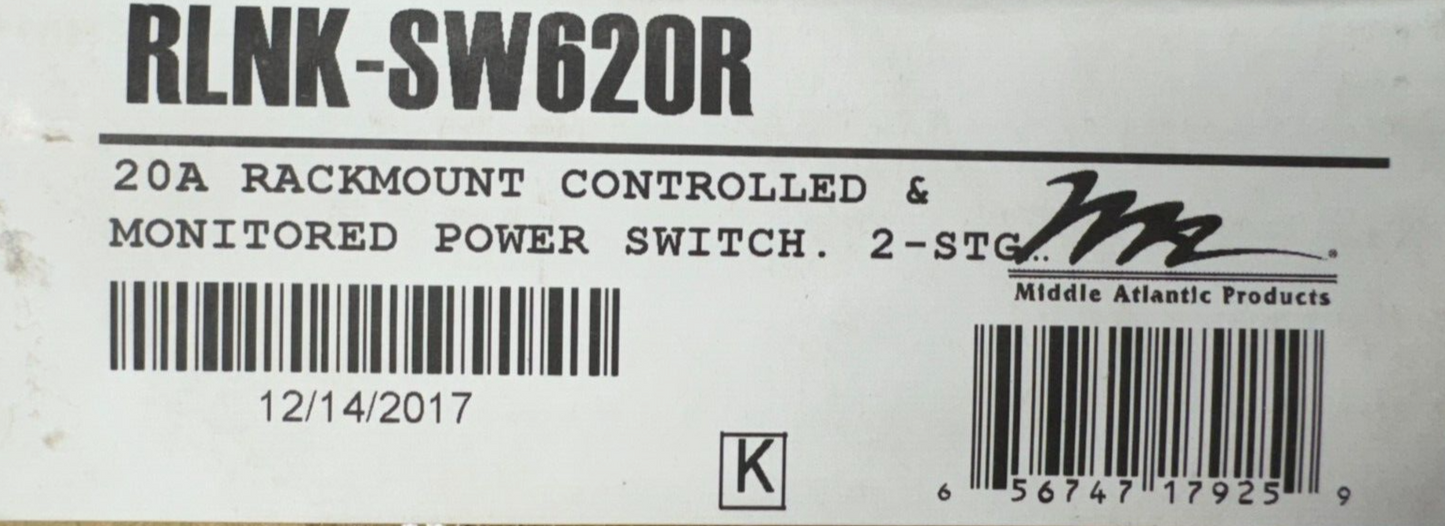 RLNK-SW620R
20A RACKMOUNT CONTROLLED &
MONITORED POWER SWITCH. 2-STG..
Middle Atlantic Products
12/14/2017
K
6 56747 17925 9